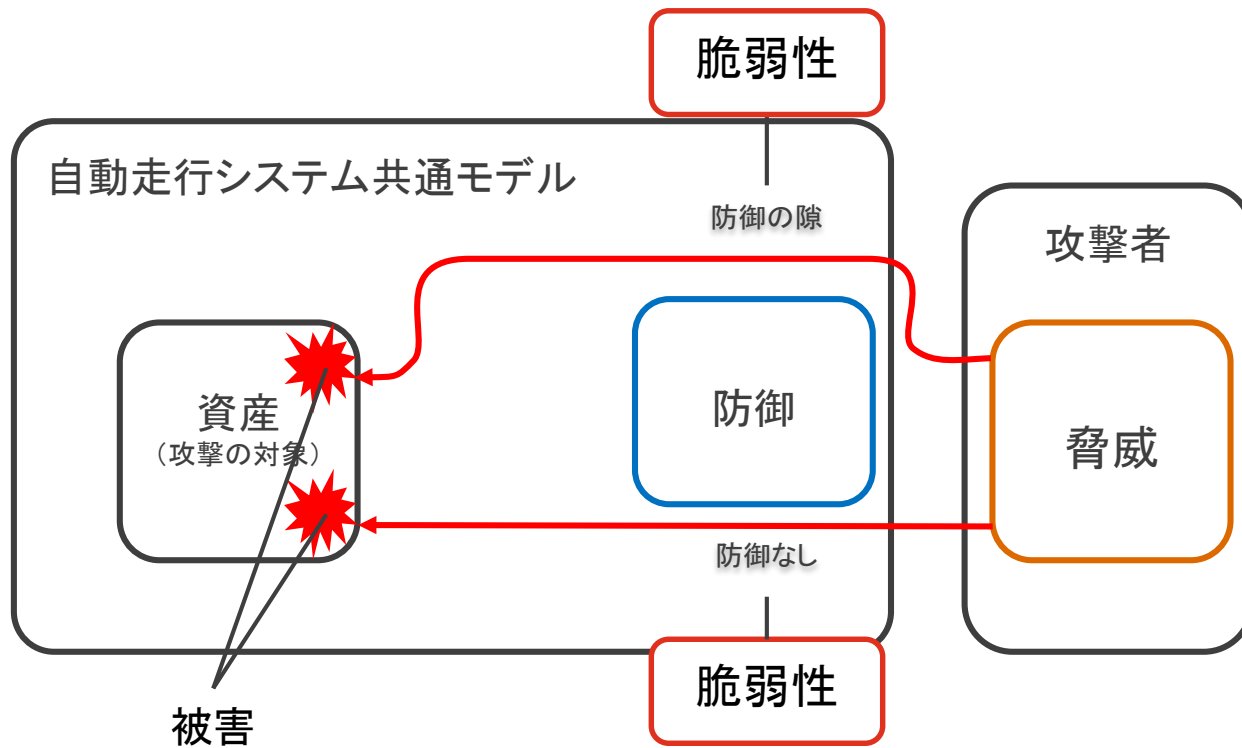 脆弱性
自動走行システム共通モデル
防御の隙
攻撃者
資産
（攻撃の対象）
防御
脅威
防御なし
脆弱性
被害